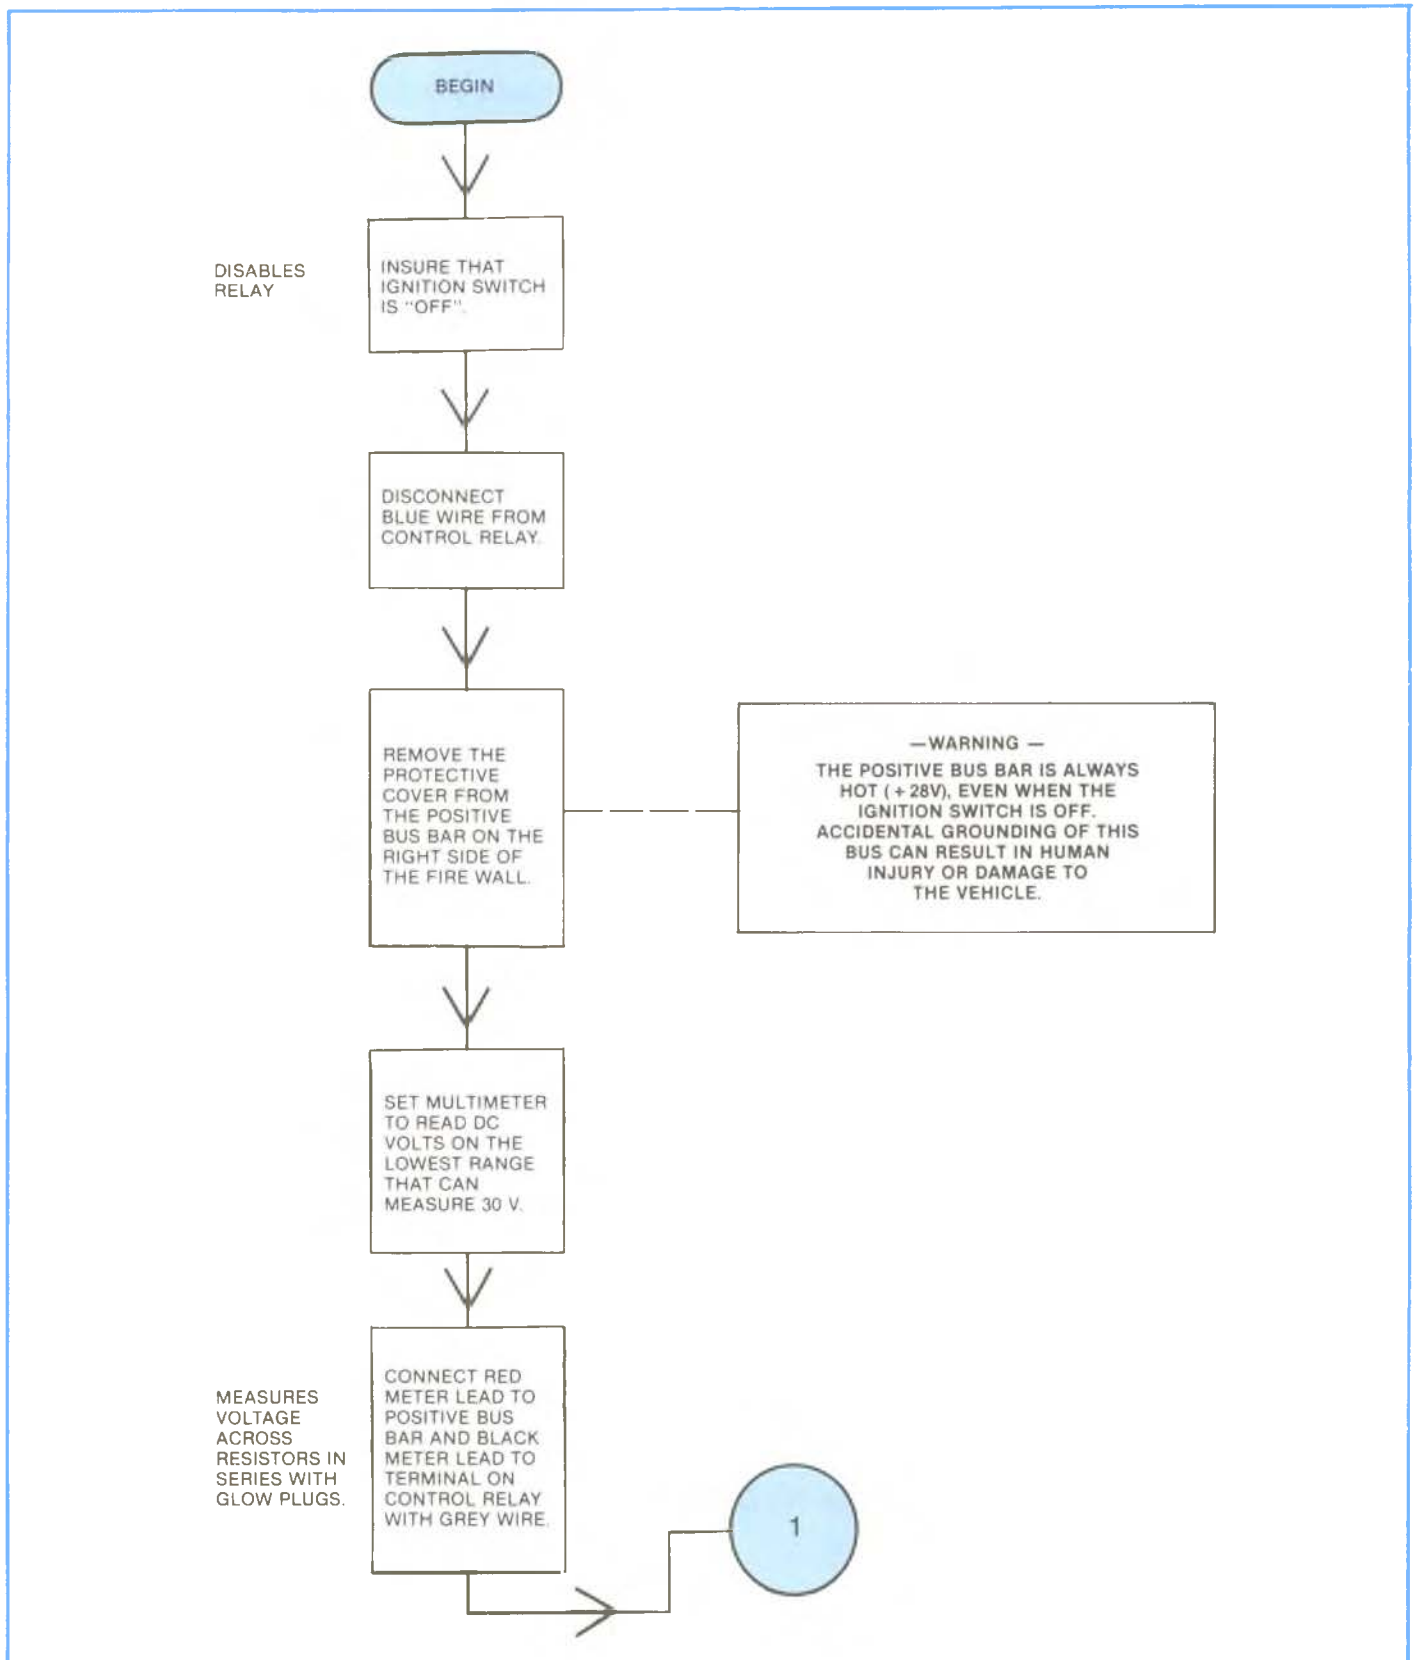 BEGIN
DISABLES
RELAY
INSURE THAT
IGNITION SWITCH
IS "OFF".
DISCONNECT
BLUE WIRE FROM
CONTROL RELAY.
REMOVE THE
PROTECTIVE
COVER FROM
THE POSITIVE
BUS BAR ON THE
RIGHT SIDE OF
THE FIRE WALL.
—WARNING —
THE POSITIVE BUS BAR IS ALWAYS
HOT ( + 28V), EVEN WHEN THE
IGNITION SWITCH IS OFF.
ACCIDENTAL GROUNDING OF THIS
BUS CAN RESULT IN HUMAN
INJURY OR DAMAGE TO
THE VEHICLE.
SET MULTIMETER
TO READ DC
VOLTS ON THE
LOWEST RANGE
THAT CAN
MEASURE 30 V.
MEASURES
VOLTAGE
ACROSS
RESISTORS IN
SERIES WITH
GLOW PLUGS.
CONNECT RED
METER LEAD TO
POSITIVE BUS
BAR AND BLACK
METER LEAD TO
TERMINAL ON
CONTROL RELAY
WITH GREY WIRE.
1